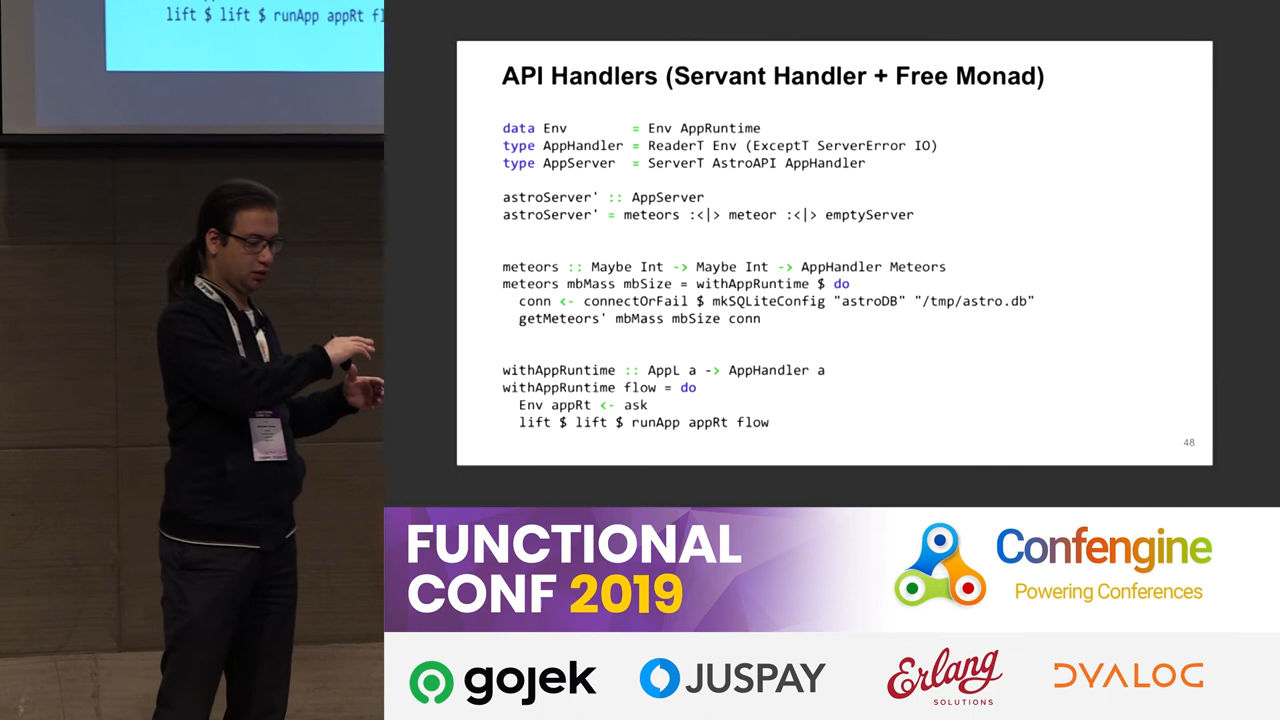 lift $ lift $ runApp appRt fl
API Handlers (Servant Handler + Free Monad)
data Env = Env AppRuntime
type AppHandler = ReaderT Env (ExceptT ServerError IO)
type AppServer = ServerT AstroAPI AppHandler
astroServer' :: AppServer
astroServer' = meteors :<|> meteor :<|> emptyServer
meteors :: Maybe Int -> Maybe Int -> AppHandler Meteors
meteors mbMass mbSize = withAppRuntime $ do
conn <- connectOrFail $ mkSQLiteConfig "astroDB" "/tmp/astro.db"
getMeteors' mbMass mbSize conn
withAppRuntime :: AppL a -> AppHandler a
withAppRuntime flow = do
Env appRt <- ask
lift $ lift $ runApp appRt flow
48
FUNCTIONAL
CONF 2019
Confengine
Powering Conferences
gojek
JUSPAY
Erlang
SOLUTIONS
DYALOG